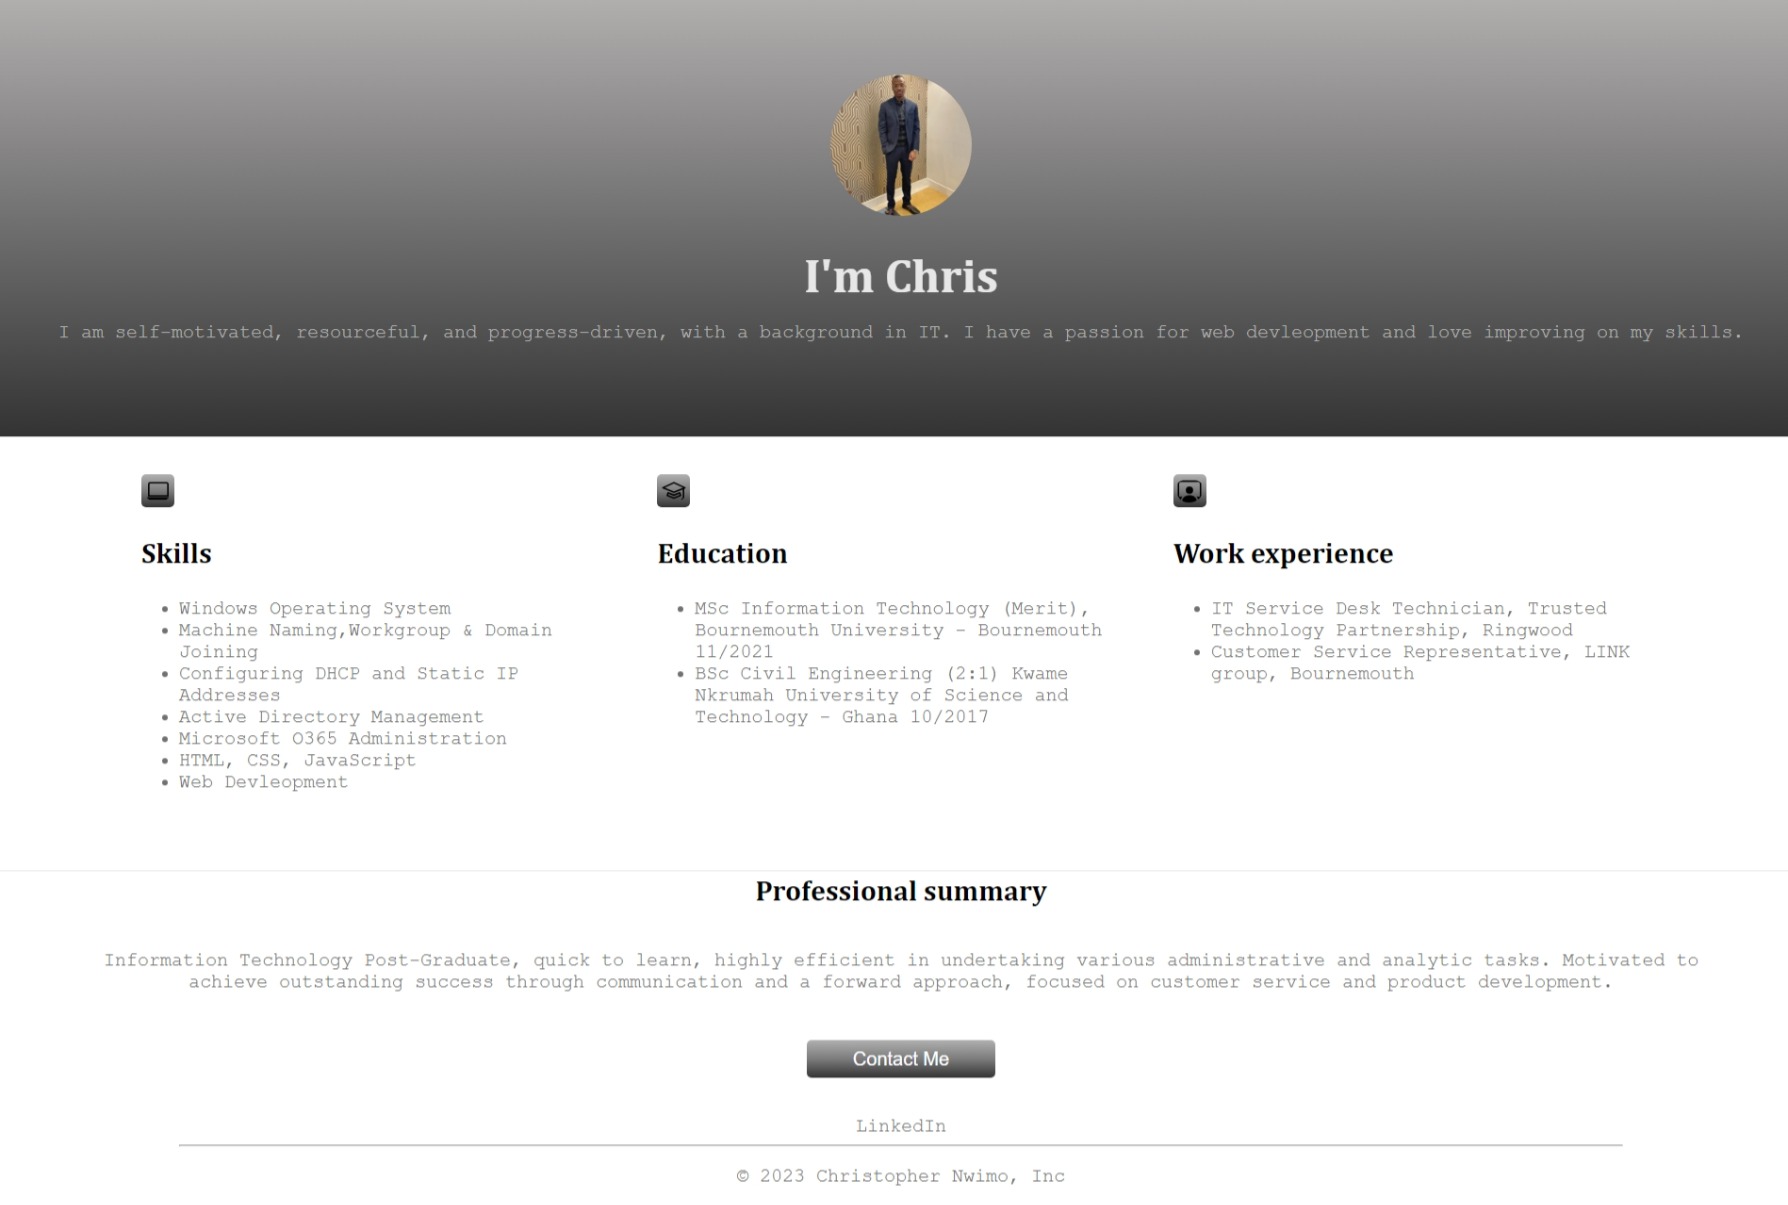 I'm Chris
I am self-motivated, resourceful, and progress-driven, with a background in IT. I have a passion for web devleopment and love improving on my skills.
Skills
Windows Operating System
Machine Naming,Workgroup & Domain
Joining
Configuring DHCP and Static IP
Addresses
Active Directory Management
Microsoft O365 Administration
HTML, CSS, JavaScript
Web Devleopment
Education
MSc Information Technology (Merit),
Bournemouth University - Bournemouth
11/2021
BSc Civil Engineering (2:1) Kwame
Nkrumah University of Science and
Technology - Ghana 10/2017
Work experience
IT Service Desk Technician, Trusted
Technology Partnership, Ringwood
Customer Service Representative, LINK
group, Bournemouth
Professional summary
Information Technology Post-Graduate, quick to learn, highly efficient in undertaking various administrative and analytic tasks. Motivated to
achieve outstanding success through communication and a forward approach, focused on customer service and product development.
Contact Me
LinkedIn
© 2023 Christopher Nwimo, Inc